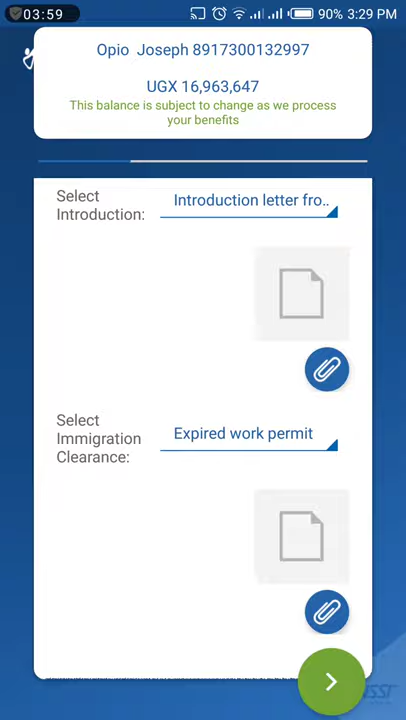 03:59 90% 3:29 PM
Opio Joseph 8917300132997
UGX 16,963,647
This balance is subject to change as we process
your benefits
Select
Introduction:
Introduction letter fro..
Select
Immigration
Clearance:
Expired work permit